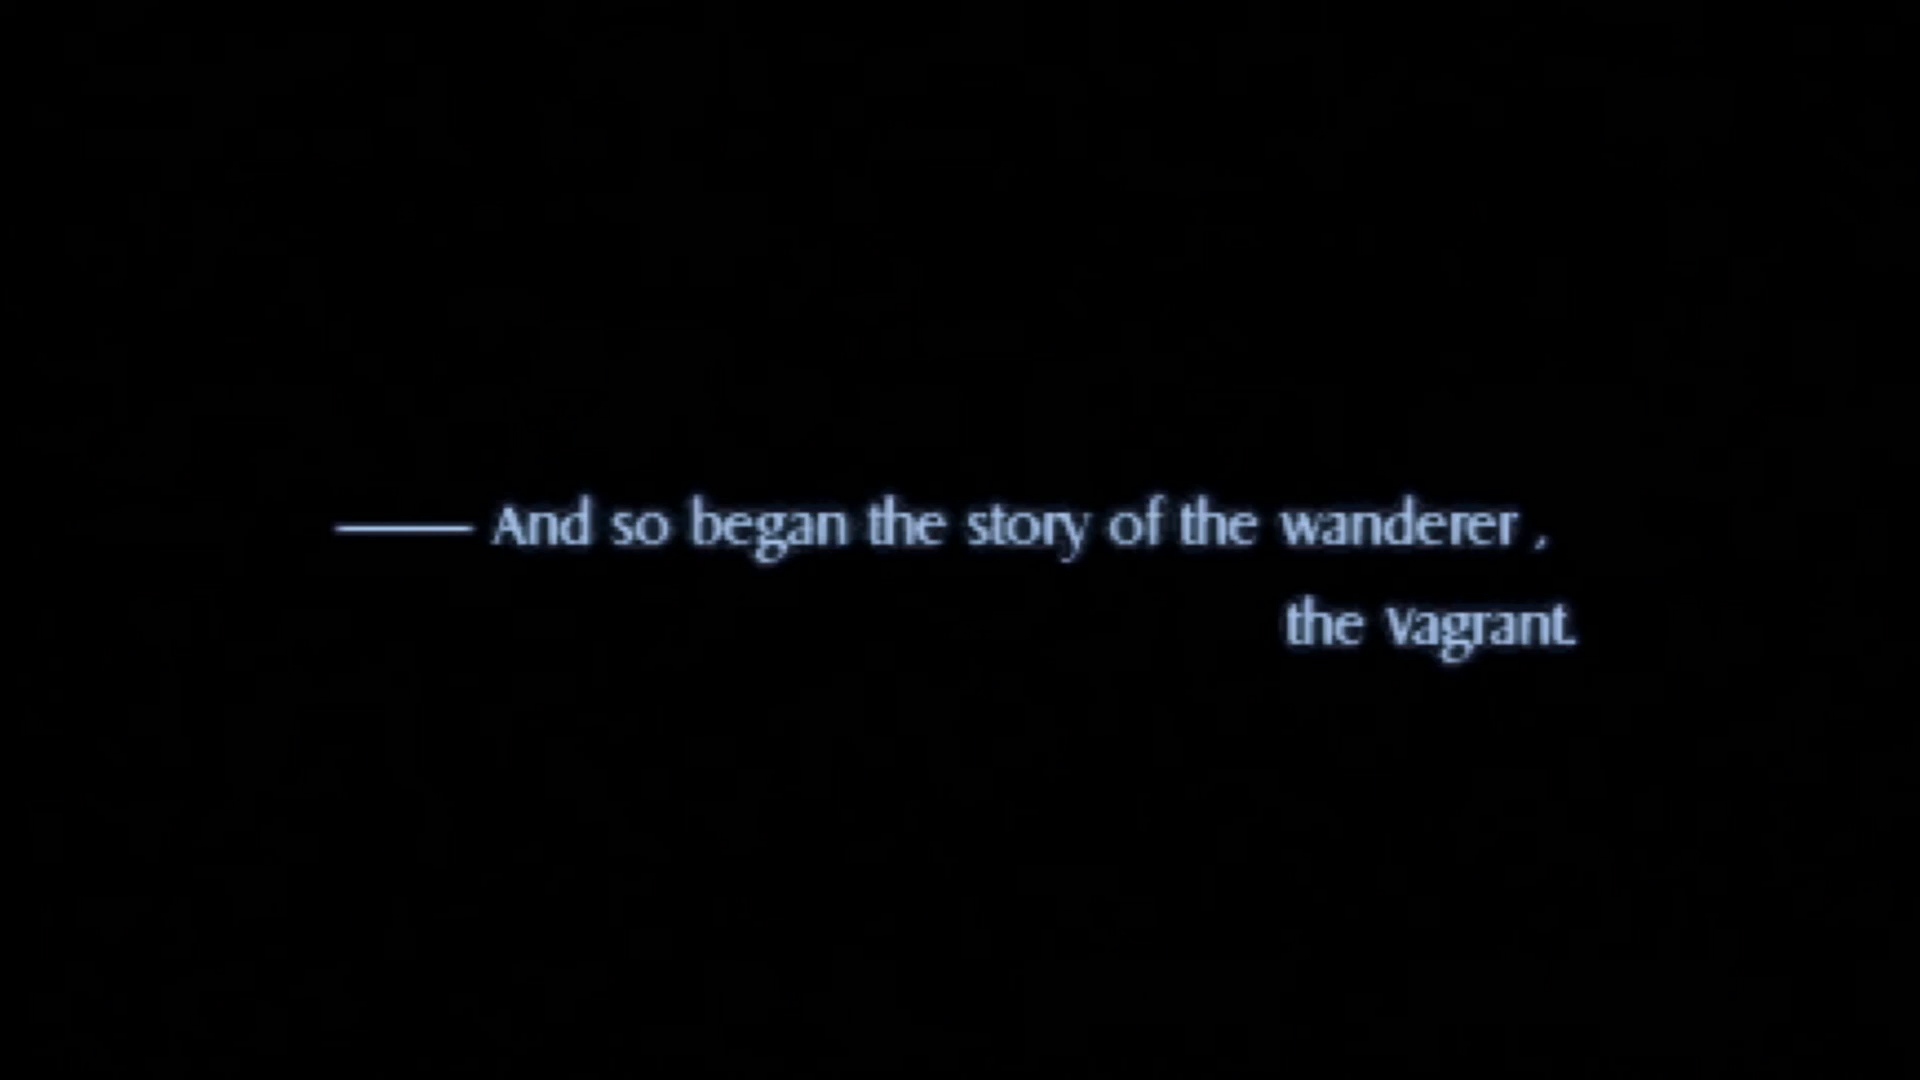 —— And so began the story of the wanderer ,
the Vagrant.